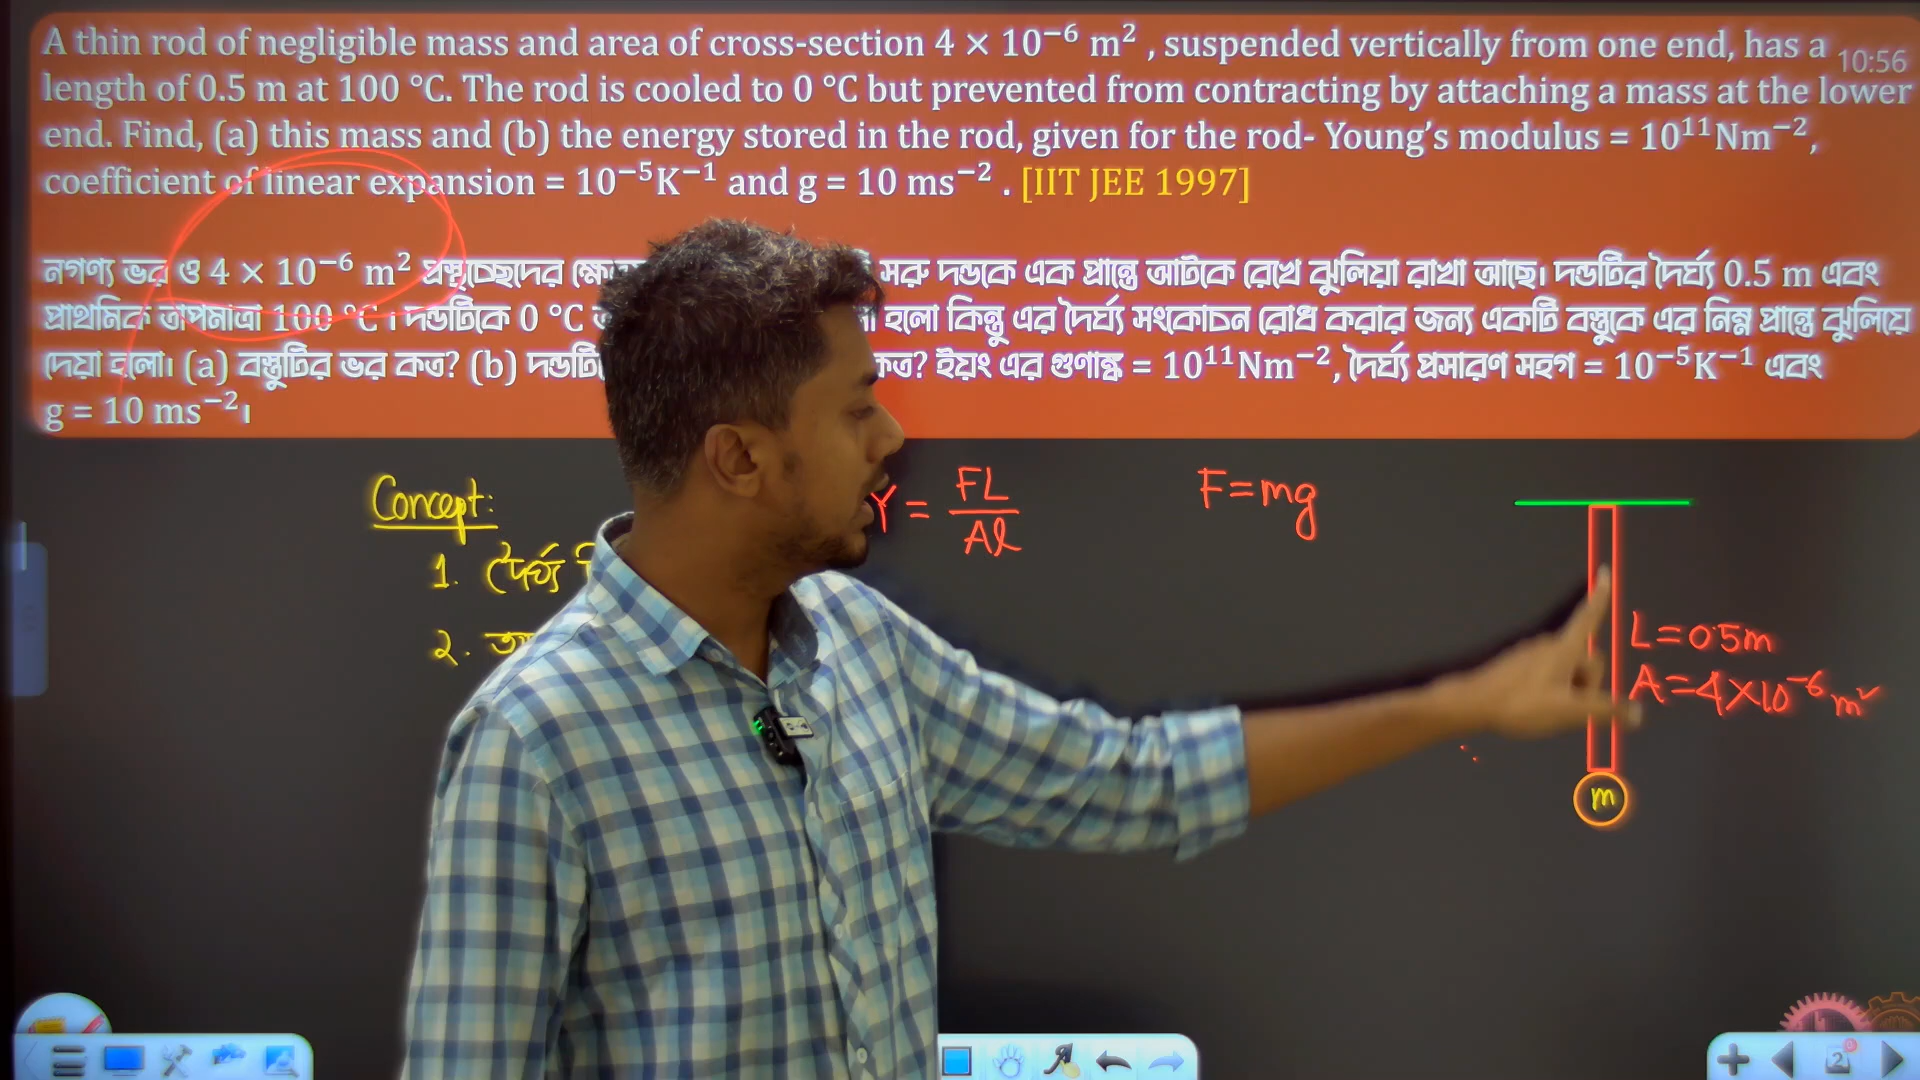 A thin rod of negligible mass and area of cross-section 4 × 10⁻⁶ m² , suspended vertically from one end, has a
10:56
length of 0.5 m at 100 °C. The rod is cooled to 0 °C but prevented from contracting by attaching a mass at the lower
end. Find, (a) this mass and (b) the energy stored in the rod, given for the rod- Young's modulus = 10¹¹Nm⁻²,
coefficient of linear expansion = 10⁻⁵K⁻¹ and g = 10 ms⁻² . [IIT JEE 1997]
নগণ্য ভর ও 4 × 10⁻⁶ m² প্রস্থচ্ছেদের সরু দন্ডকে এক প্রান্তে আটকে রেখে ঝুলিয়া রাখা আছে। দন্ডটির দৈর্ঘ্য 0.5 m এবং
প্রাথমিক তাপমাত্রা 100 °C । দন্ডটিকে 0 °C হলো কিন্তু এর দৈর্ঘ্য সংকোচন রোধ করার জন্য একটি বস্তুকে এর নিম্ন প্রান্তে ঝুলিয়ে
দেয়া হলো। (a) বস্তুটির ভর কত? (b) কত? ইয়ং এর গুণাঙ্ক = 10¹¹Nm⁻², দৈর্ঘ্য প্রসারণ সহগ = 10⁻⁵K⁻¹ এবং
g = 10 ms⁻²।
Concept:
1. দৈর্ঘ্য
2.
Y = FL/Al
F=mg
L=0.5m
A=4×10⁻⁶ m²
m
2